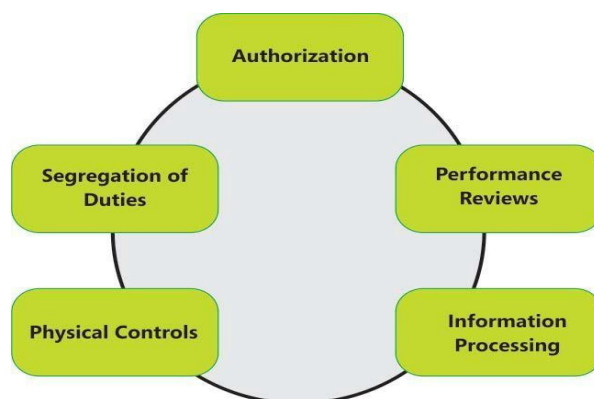 Authorization
Segregation of
Duties
Performance
Reviews
Physical Controls
Information
Processing